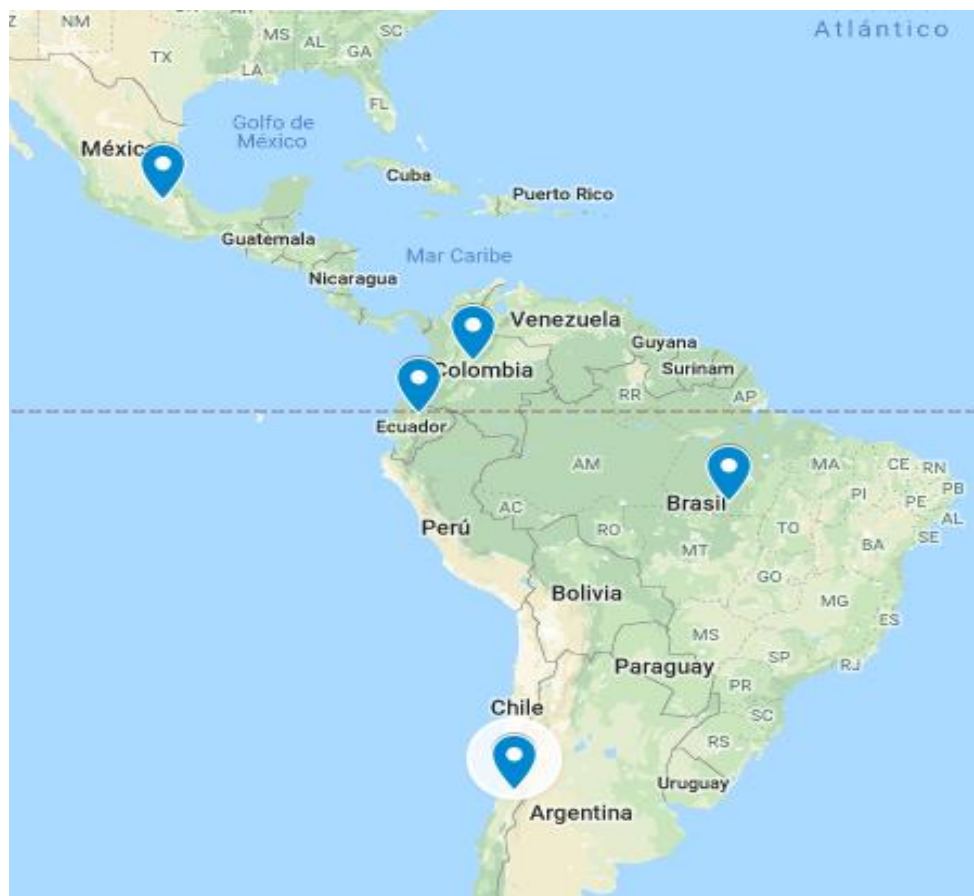 NM
SC
Atlántico
MS
AL
GA
TX
LA
FL
Golfo de
México
Méxic
Cuba
Puerto Rico
Guatemala
Mar Caribe
Nicaragua
Venezuela
Guyana
Colombia
Surinam
RR
AP
Ecuador
AM
MA
CE
RN
PB
PI
PE
AL
Brasil
AC
TO
SE
Perú
RO
BA
MT
GO
Bolivia
MG
ES
MS
SP
RJ
Paraguay
PR
Chile
SC
RS
Uruguay
Argentina